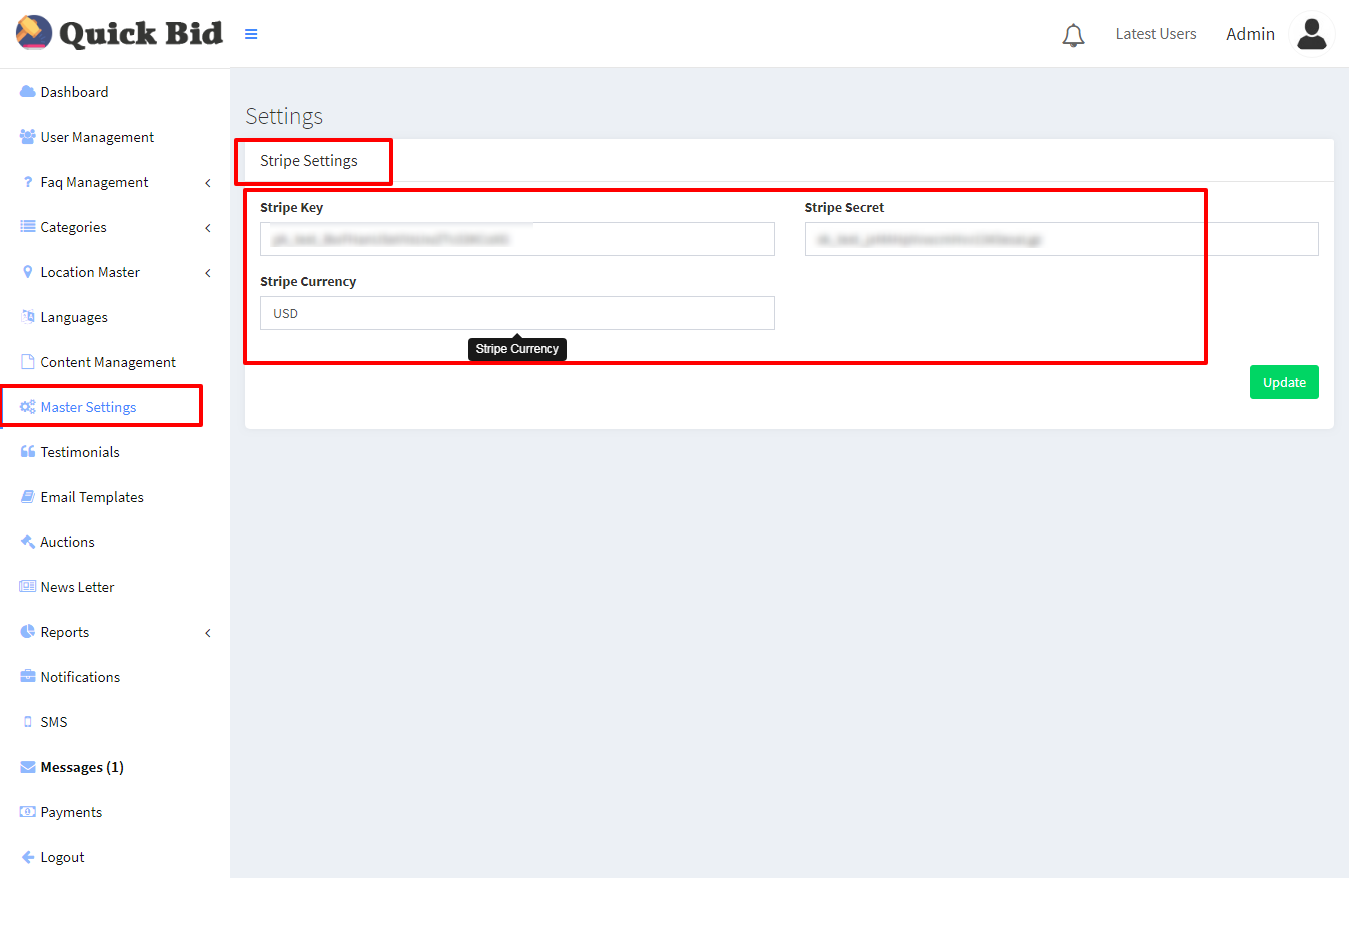 Quick Bid
Latest Users
Admin
Dashboard
User Management
Faq Management
Categories
Location Master
Languages
Content Management
Master Settings
Testimonials
Email Templates
Auctions
News Letter
Reports
Notifications
SMS
Messages (1)
Payments
Logout
Settings
Stripe Settings
Stripe Key
Stripe Secret
Stripe Currency
USD
Stripe Currency
Update